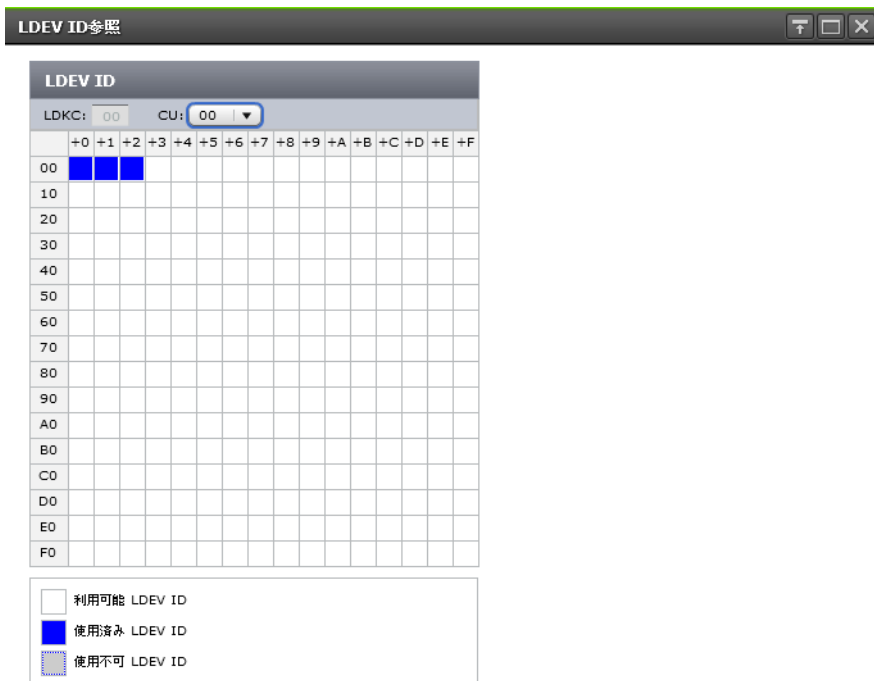 LDEV ID参照
LDEV ID
LDKC: 00 CU: 00
+0 +1 +2 +3 +4 +5 +6 +7 +8 +9 +A +B +C +D +E +F
00
10
20
30
40
50
60
70
80
90
A0
B0
C0
D0
E0
F0
利用可能 LDEV ID
使用済み LDEV ID
使用不可 LDEV ID